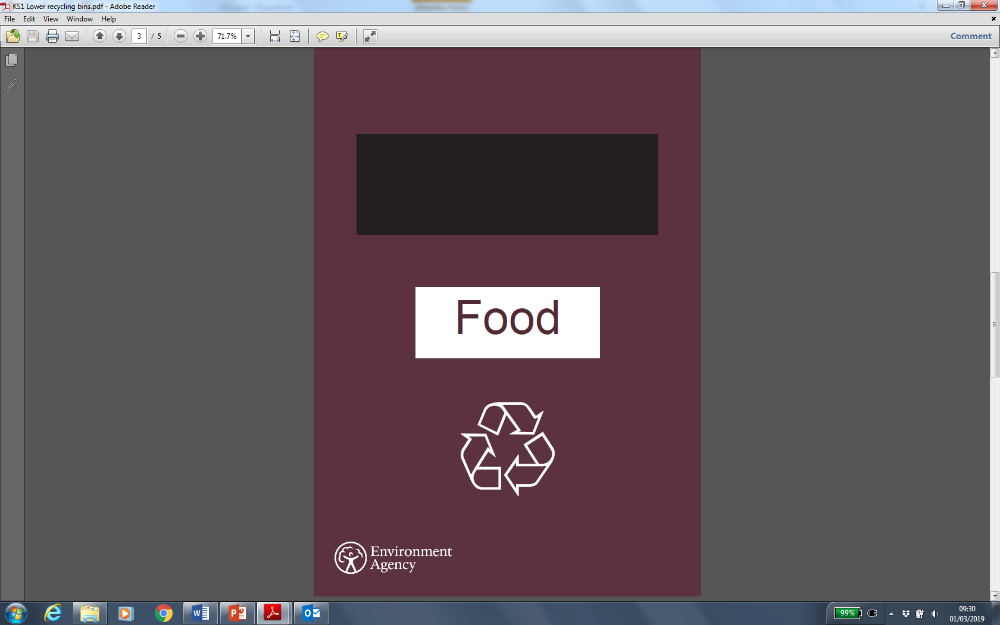 KS1 Lower recycling bins.pdf - Adobe Reader
File Edit View Window Help
3 / 5 71.7% Comment
Food
Environment
Agency
99%
09:30
01/03/2019